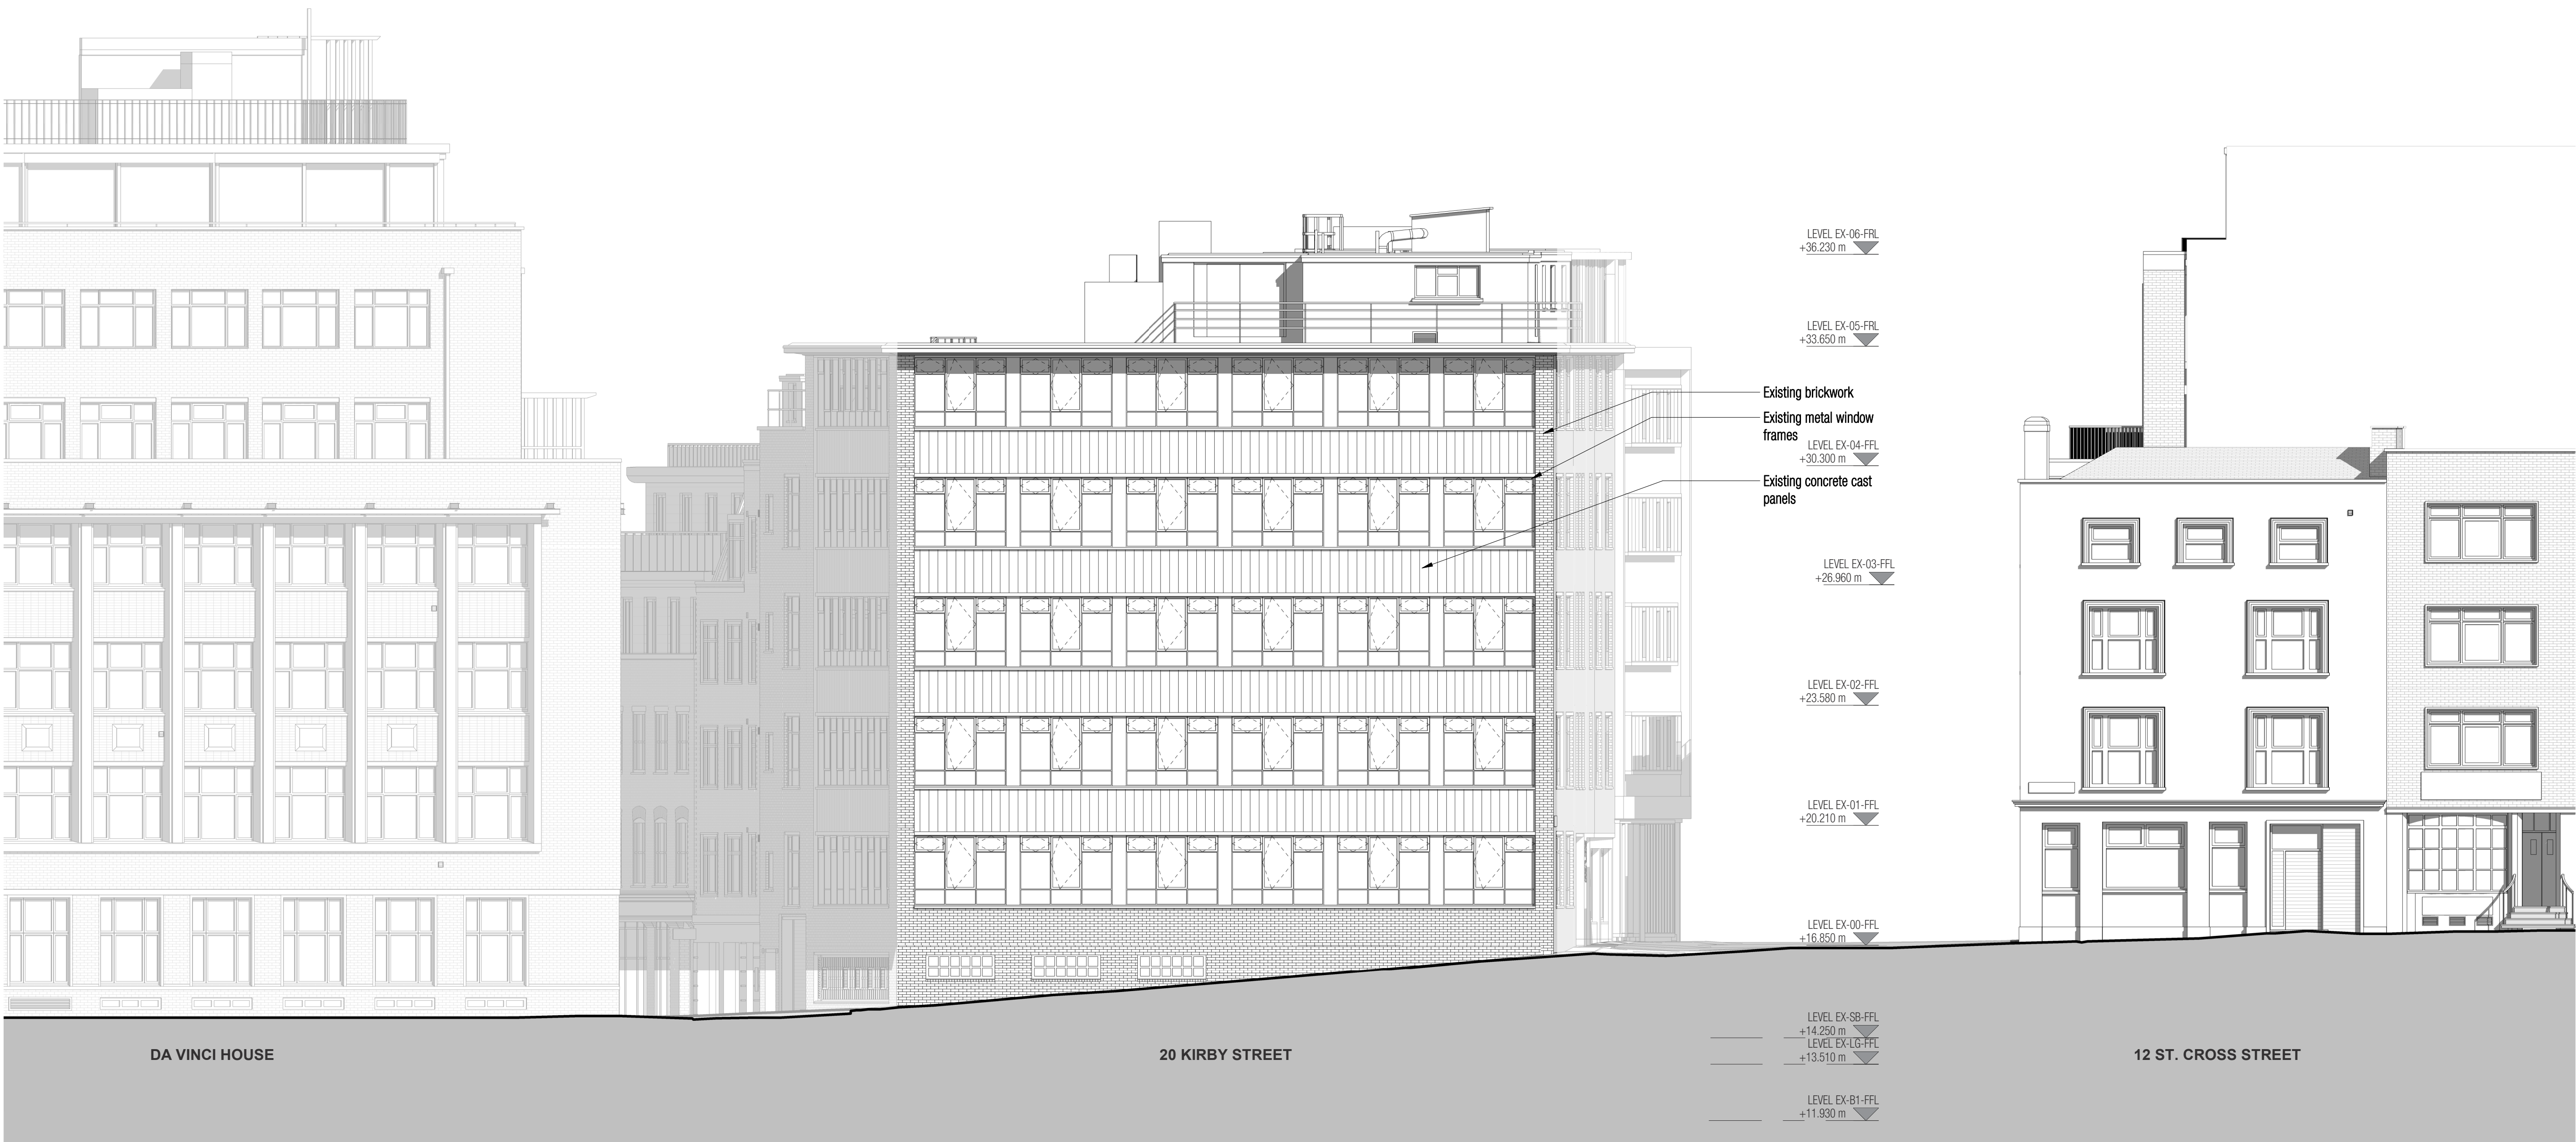 LEVEL EX-06-FRL
+36.230 m
LEVEL EX-05-FRL
+33.650 m
Existing brickwork
Existing metal window
frames
LEVEL EX-04-FFL
+30.300 m
Existing concrete cast
panels
LEVEL EX-03-FFL
+26.960 m
LEVEL EX-02-FFL
+23.580 m
LEVEL EX-01-FFL
+20.210 m
LEVEL EX-00-FFL
+16.850 m
LEVEL EX-SB-FFL
+14.250 m
LEVEL EX-LG-FFL
+13.510 m
LEVEL EX-B1-FFL
+11.930 m
DA VINCI HOUSE
20 KIRBY STREET
12 ST. CROSS STREET